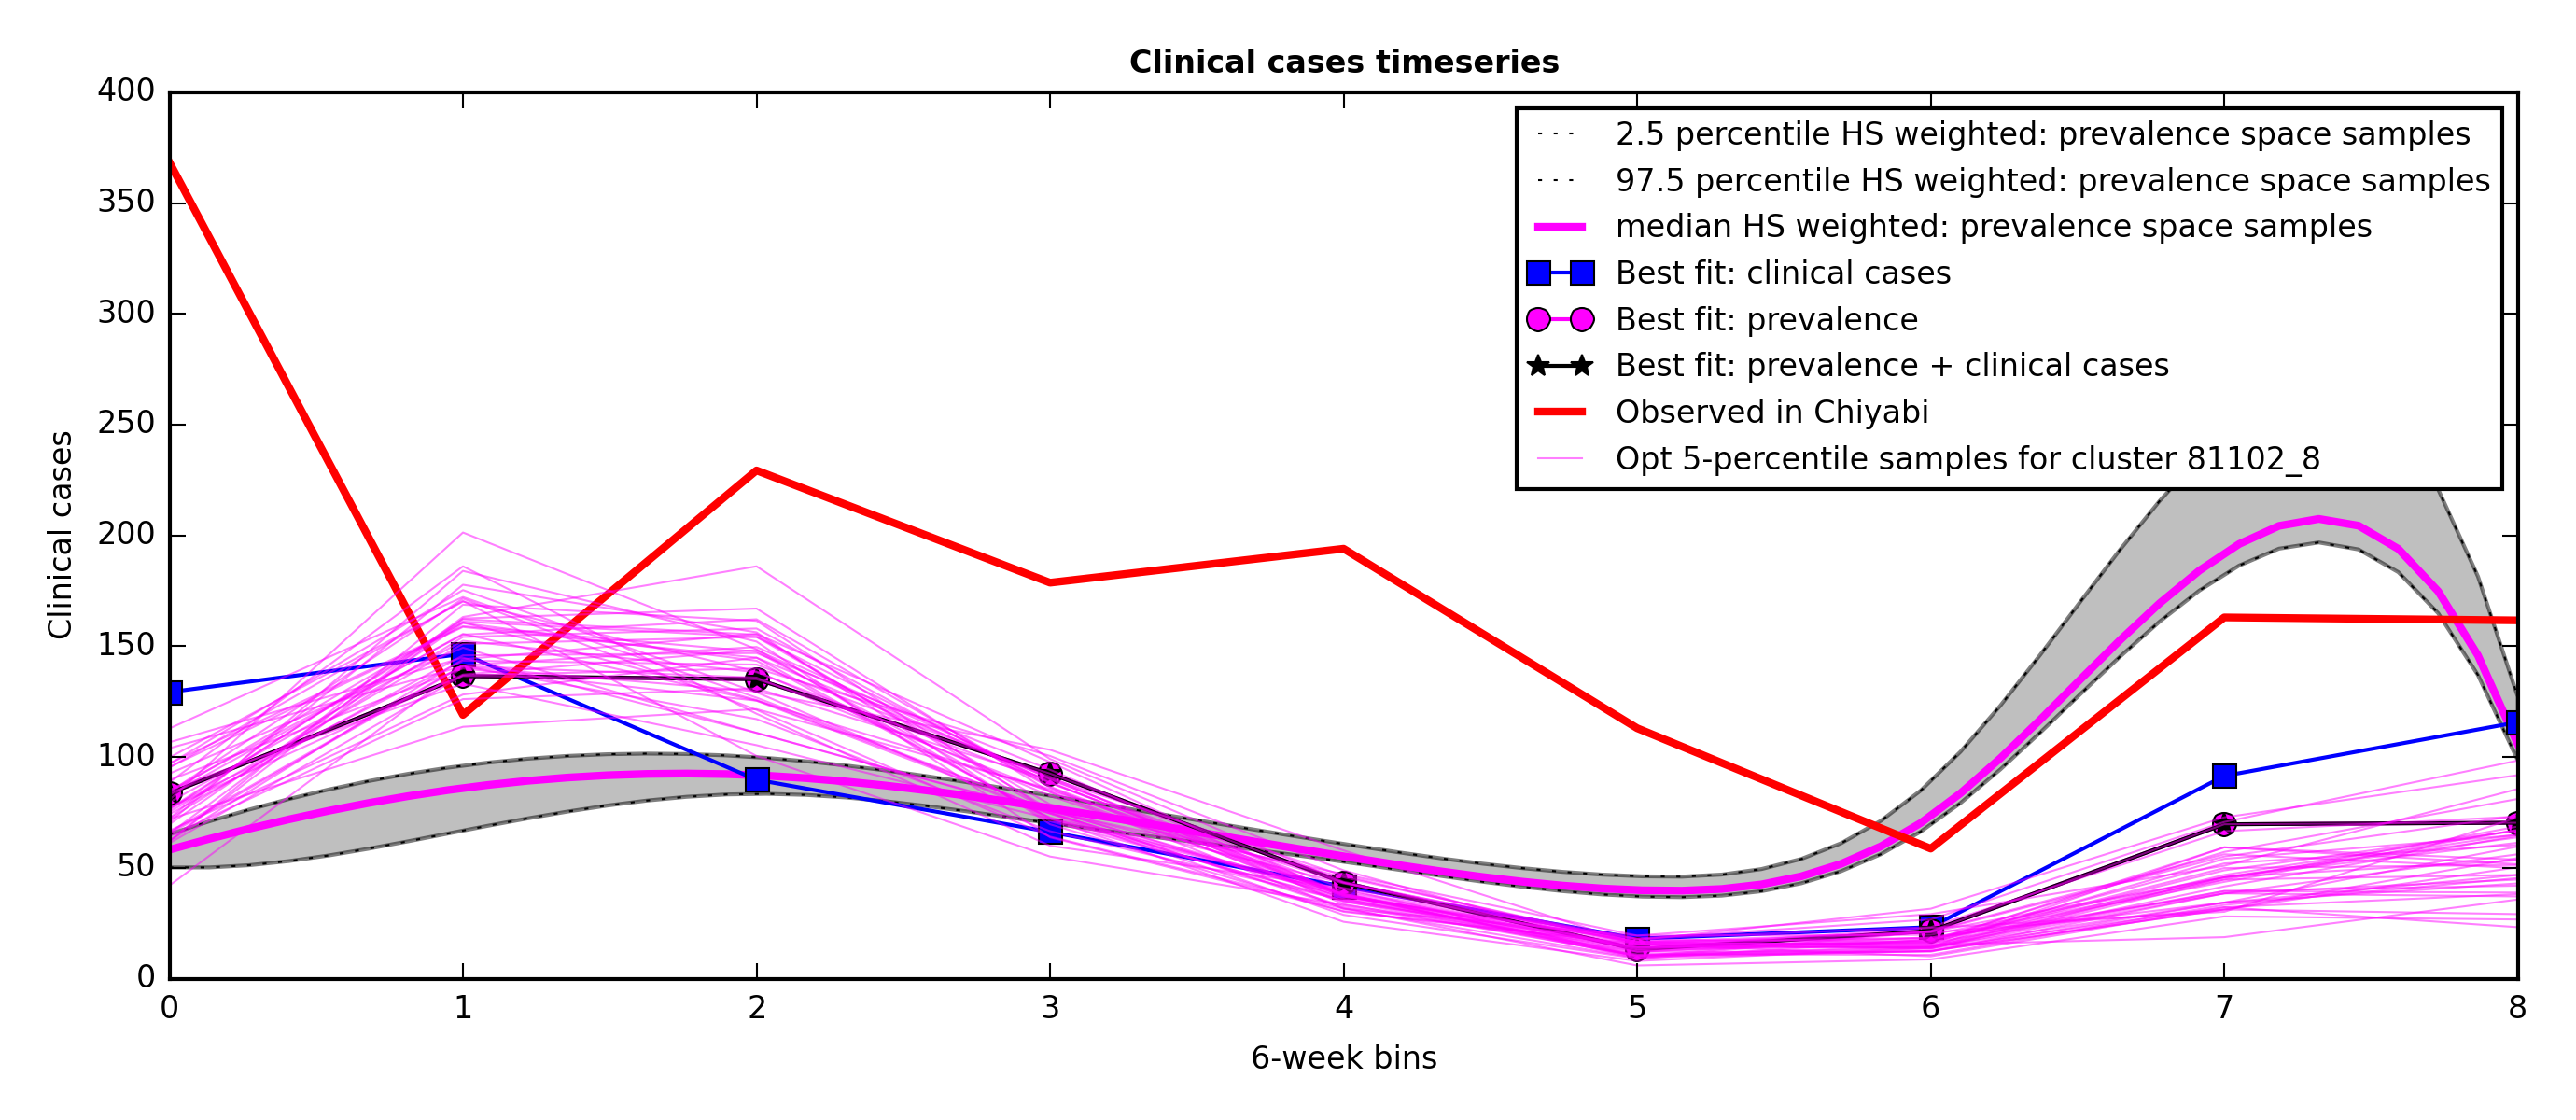 Clinical cases timeseries
400
350
300
250
200
150
100
50
0
Clinical cases
2.5 percentile HS weighted: prevalence space samples
97.5 percentile HS weighted: prevalence space samples
median HS weighted: prevalence space samples
Best fit: clinical cases
Best fit: prevalence
Best fit: prevalence + clinical cases
Observed in Chiyabi
Opt 5-percentile samples for cluster 81102_8
0 1 2 3 4 5 6 7 8
6-week bins